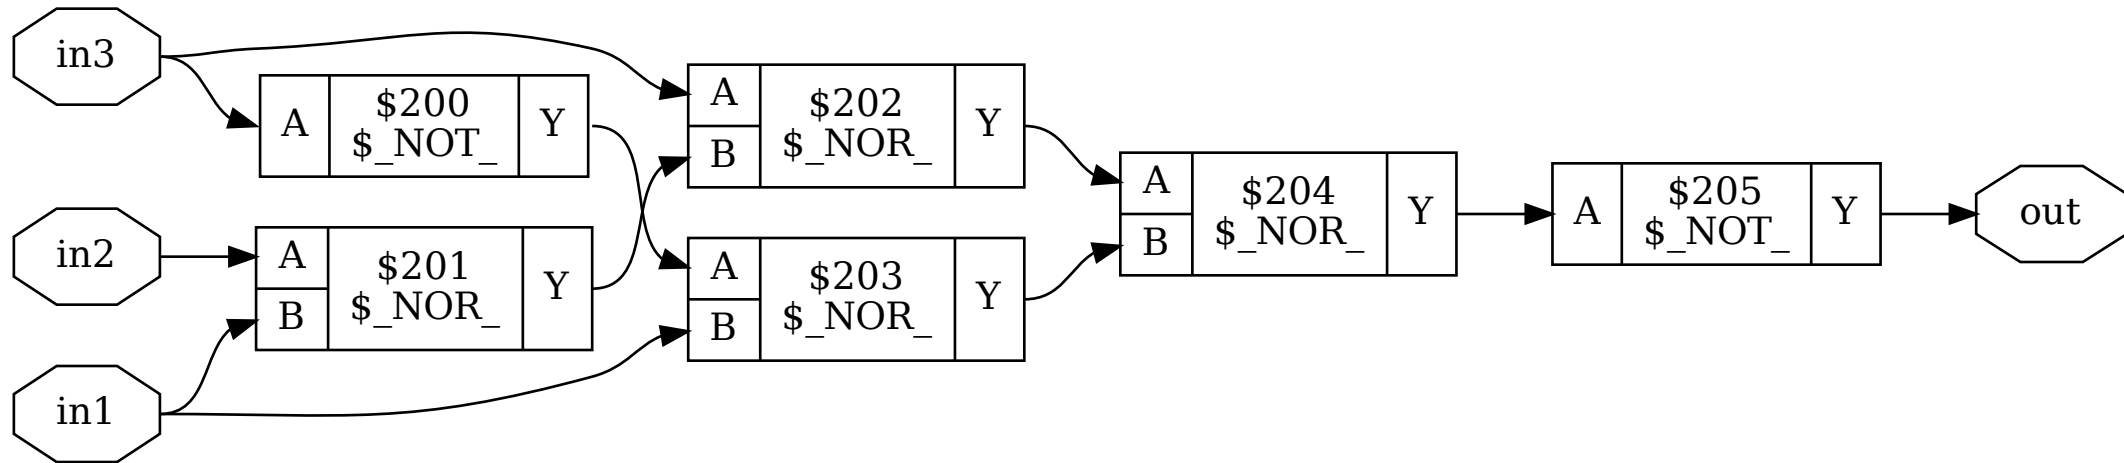 in3
A
$200
$_NOT_
Y
in2
A
B
$201
$_NOR_
Y
in1
A
B
$202
$_NOR_
Y
A
B
$203
$_NOR_
Y
A
B
$204
$_NOR_
Y
A
$205
$_NOT_
Y
out